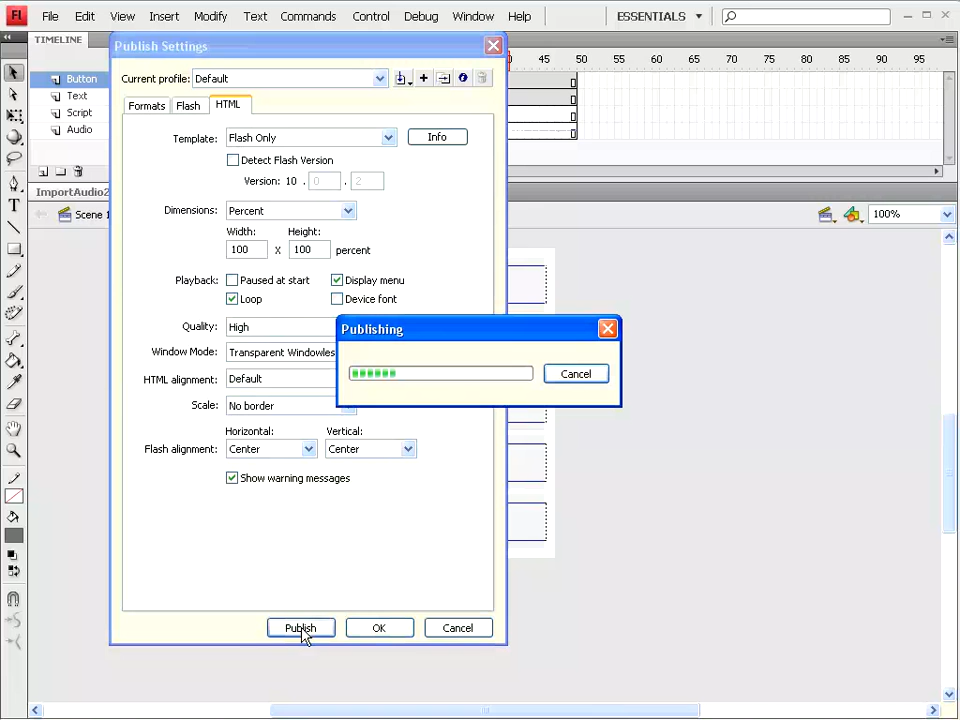 Fl File Edit View Insert Modify Text Commands Control Debug Window Help ESSENTIALS
TIMELINE
Publish Settings
45 50 55 60 65 70 75 80 85 90 95
Button
Text
Script
Audio
Current profile: Default
Formats Flash HTML
Template: Flash Only Info
Detect Flash Version
Version: 10 . 0 . 2
ImportAudio2
Scene 1
100%
Dimensions: Percent
Width: Height:
100 X 100 percent
Playback: Paused at start Display menu
Loop Device font
Quality: High
Window Mode: Transparent Windowles
HTML alignment: Default
Scale: No border
Publishing
Cancel
Horizontal: Vertical:
Flash alignment: Center Center
Show warning messages
Publish OK Cancel